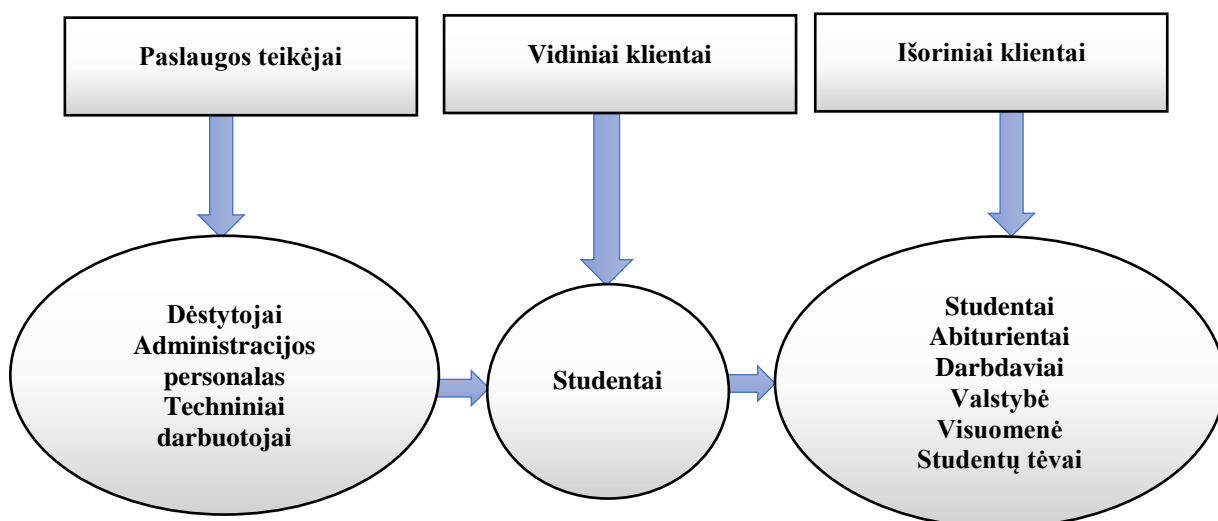 Paslaugos teikėjai
Vidiniai klientai
Išoriniai klientai
Dėstytojai
Administracijos
personalas
Techniniai
darbuotojai
Studentai
Studentai
Abiturientai
Darbdaviai
Valstybė
Visuomenė
Studentų tėvai